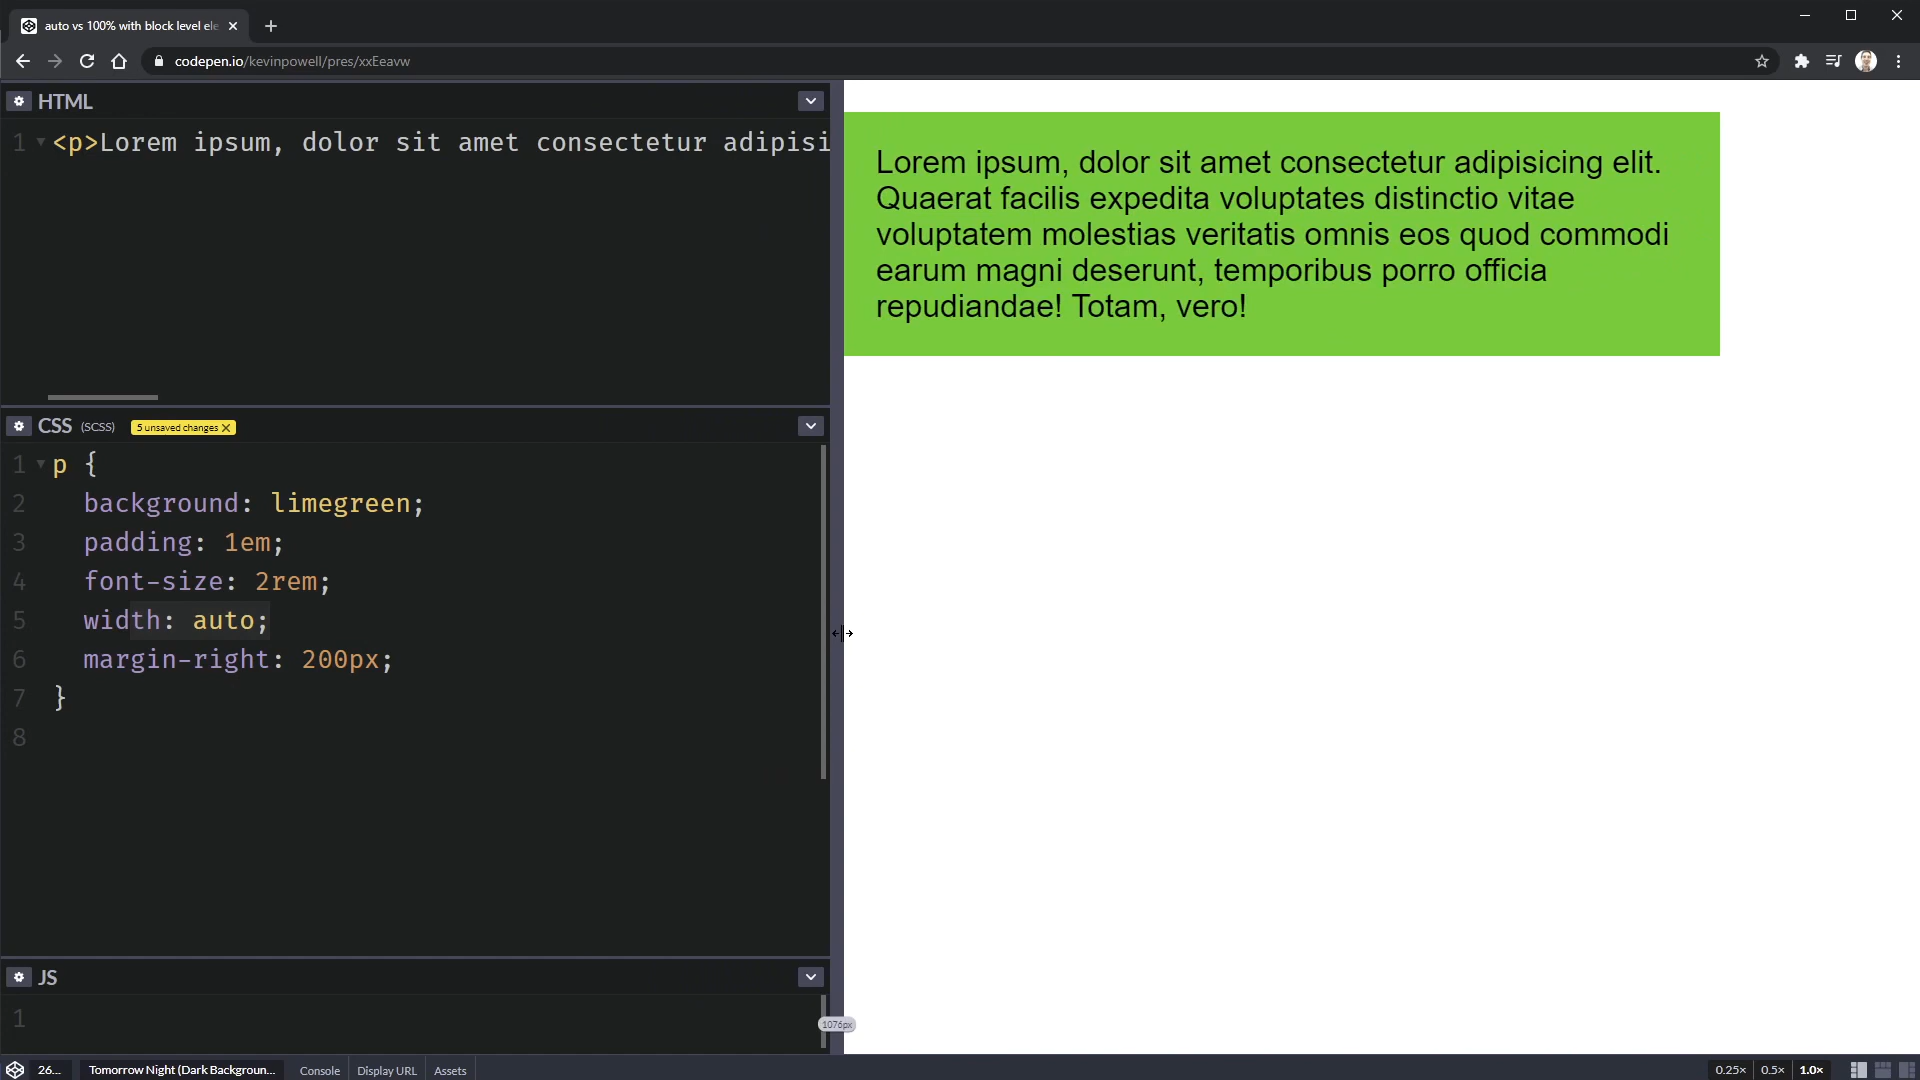 auto vs 100% with block level ele
codepen.io/kevinpowell/pres/xxEeavw
HTML
1 <p>Lorem ipsum, dolor sit amet consectetur adipisi
Lorem ipsum, dolor sit amet consectetur adipisicing elit.
Quaerat facilis expedita voluptates distinctio vitae
voluptatem molestias veritatis omnis eos quod commodi
earum magni deserunt, temporibus porro officia
repudiandae! Totam, vero!
CSS (SCSS) 5 unsaved changes X
1 p {
2 background: limegreen;
3 padding: 1em;
4 font-size: 2rem;
5 width: auto;
6 margin-right: 200px;
7 }
8
JS
1
1076px
26... Tomorrow Night (Dark Backgroun... Console Display URL Assets 0.25× 0.5× 1.0×